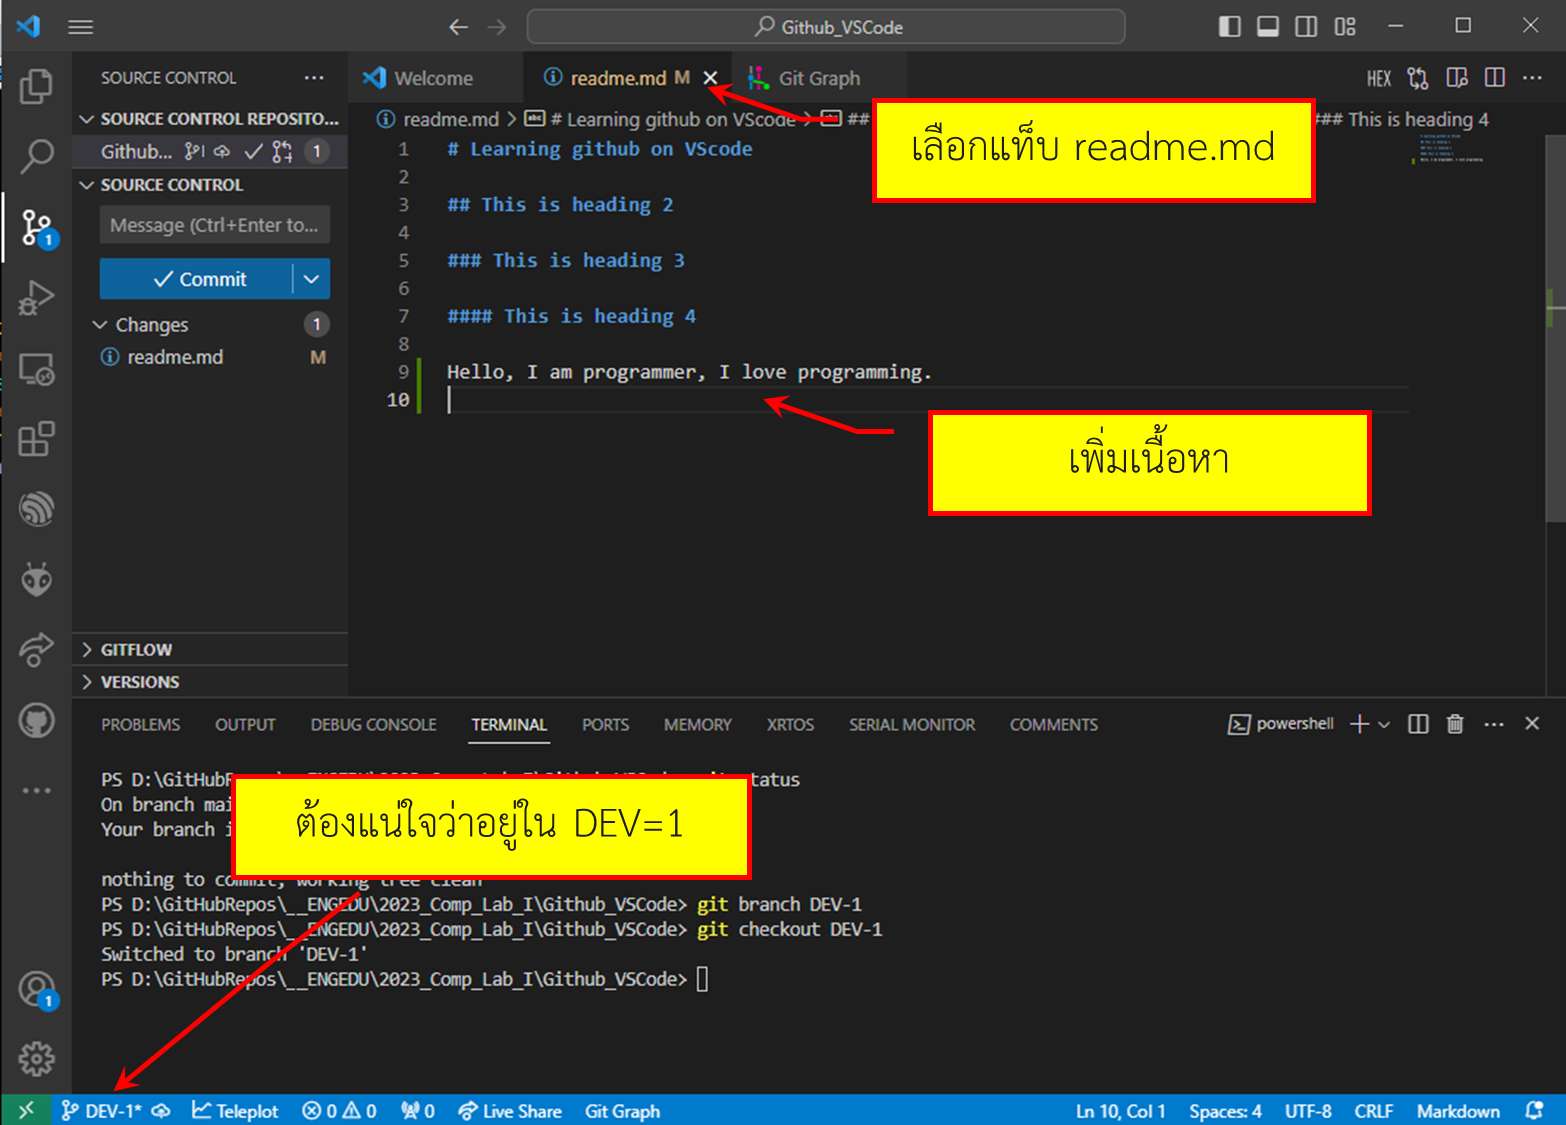 Github_VSCode
SOURCE CONTROL
Welcome
readme.md M
Git Graph
HEX
SOURCE CONTROL REPOSITO...
readme.md > # Learning github on VScode > ##
### This is heading 4
Github... 1
SOURCE CONTROL
Message (Ctrl+Enter to...
Commit
Changes 1
readme.md M
1 # Learning github on VScode
2
3 ## This is heading 2
4
5 ### This is heading 3
6
7 #### This is heading 4
8
9 Hello, I am programmer, I love programming.
10
เลือกแท็บ readme.md
เพิ่มเนื้อหา
1
GITFLOW
VERSIONS
PROBLEMS OUTPUT DEBUG CONSOLE TERMINAL PORTS MEMORY XRTOS SERIAL MONITOR COMMENTS
powershell
PS D:\GitHubR tatus
On branch mai
Your branch i
ต้องแน่ใจว่าอยู่ใน DEV=1
nothing to commit, working tree clean
PS D:\GitHubRepos\__ENGEDU\2023_Comp_Lab_I\Github_VSCode> git branch DEV-1
PS D:\GitHubRepos\__ENGEDU\2023_Comp_Lab_I\Github_VSCode> git checkout DEV-1
Switched to branch 'DEV-1'
PS D:\GitHubRepos\__ENGEDU\2023_Comp_Lab_I\Github_VSCode>
1
DEV-1* Teleplot 0 0 0 Live Share Git Graph Ln 10, Col 1 Spaces: 4 UTF-8 CRLF Markdown